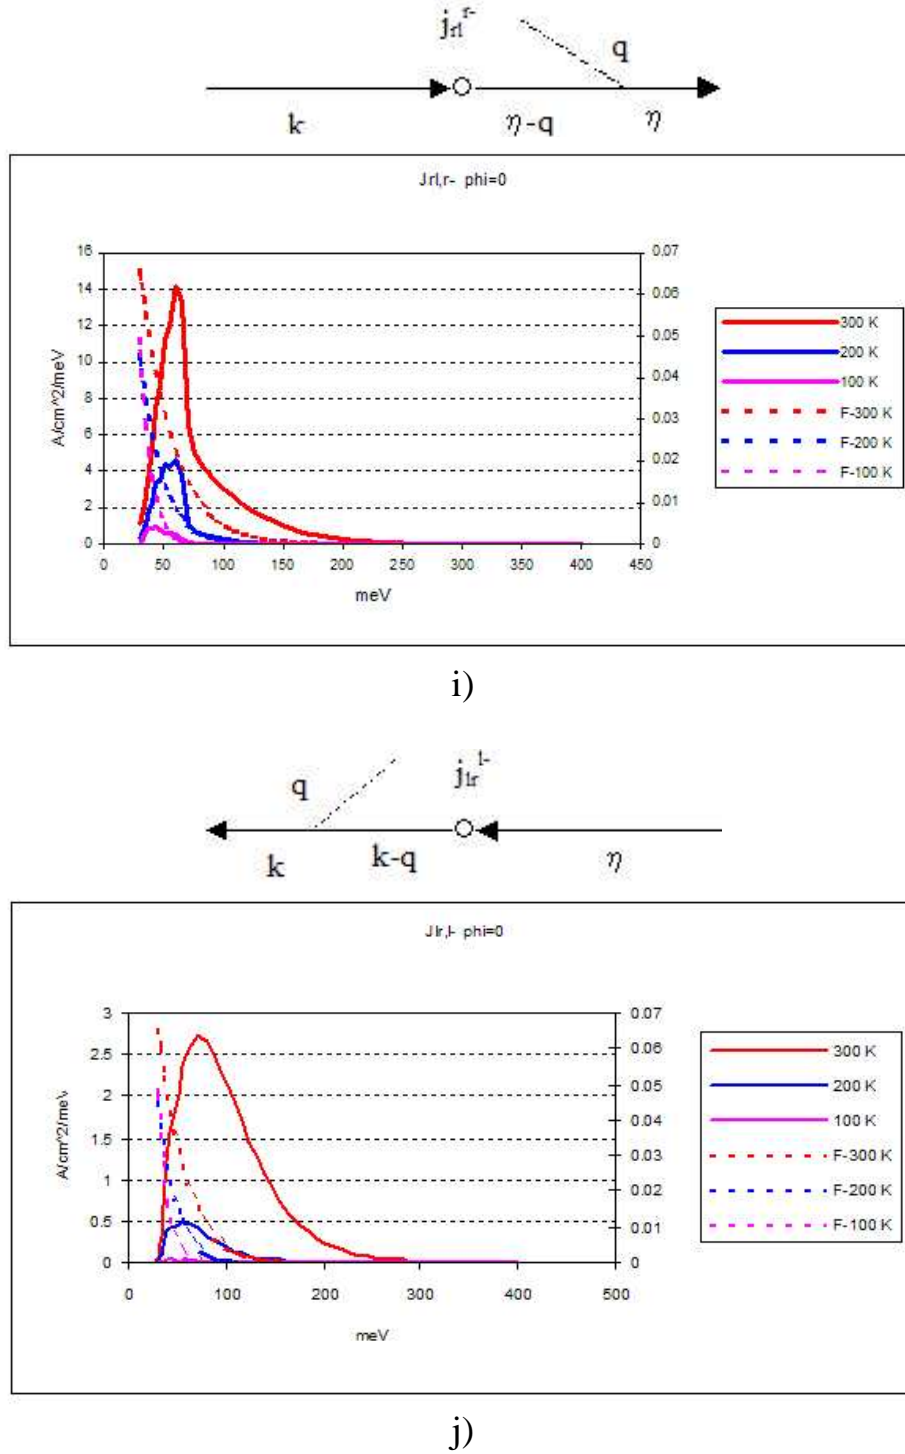 j_rl^r-
q
k
η-q
η
Jrl,r- phi=0
16
14
12
10
8
6
4
2
0
A/cm^2/meV
0.07
0.06
0.05
0.04
0.03
0.02
0.01
0
0 50 100 150 200 250 300 350 400 450
meV
300 K
200 K
100 K
F-300 K
F-200 K
F-100 K
i)
q
j_lr^l-
k
k-q
η
Jlr,l- phi=0
3
2.5
2
1.5
1
0.5
0
A/cm^2/meV
0.07
0.06
0.05
0.04
0.03
0.02
0.01
0
0 100 200 300 400 500
meV
300 K
200 K
100 K
F-300 K
F-200 K
F-100 K
j)